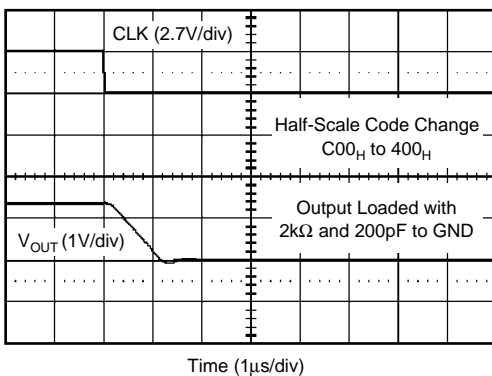 CLK (2.7V/div)
Half-Scale Code Change
C00H to 400H
Output Loaded with
2kΩ and 200pF to GND
VOUT (1V/div)
Time (1μs/div)